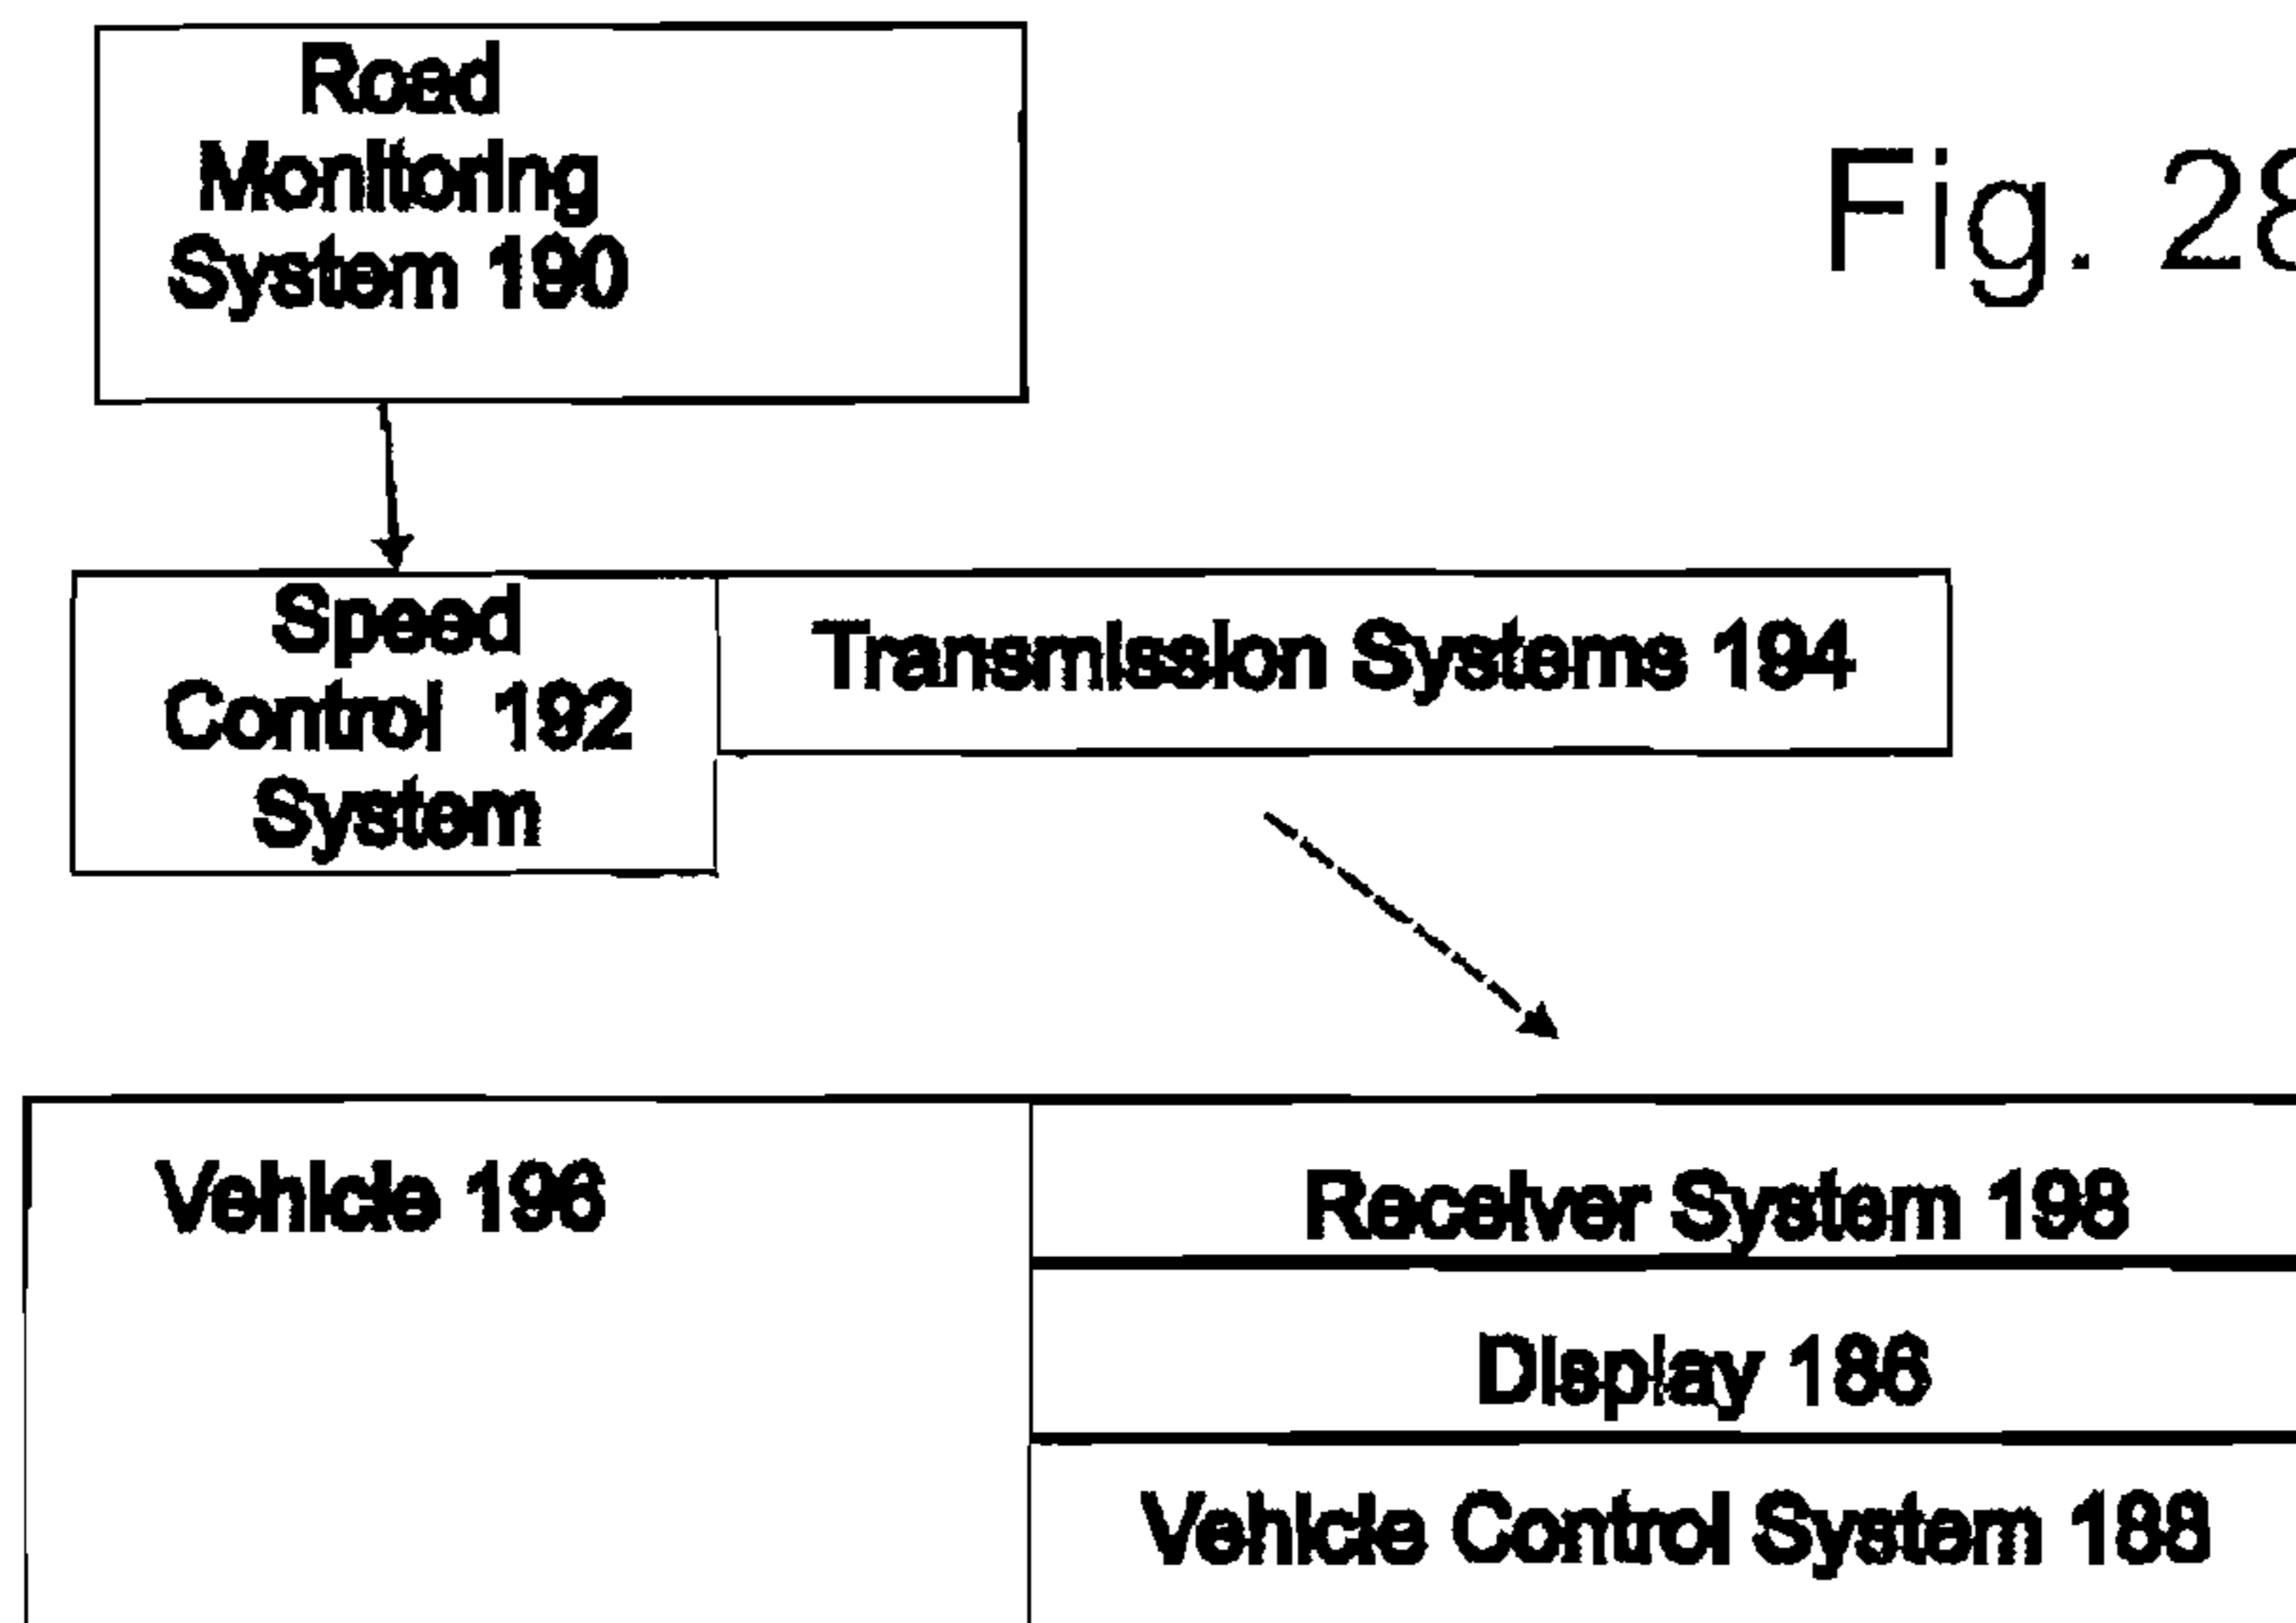 Road
Monitoring
System 190
Fig. 28
Speed
Control 192
System
Transmission Systems 194
Vehicle 196
Receiver System 198
Display 186
Vehicle Control System 188